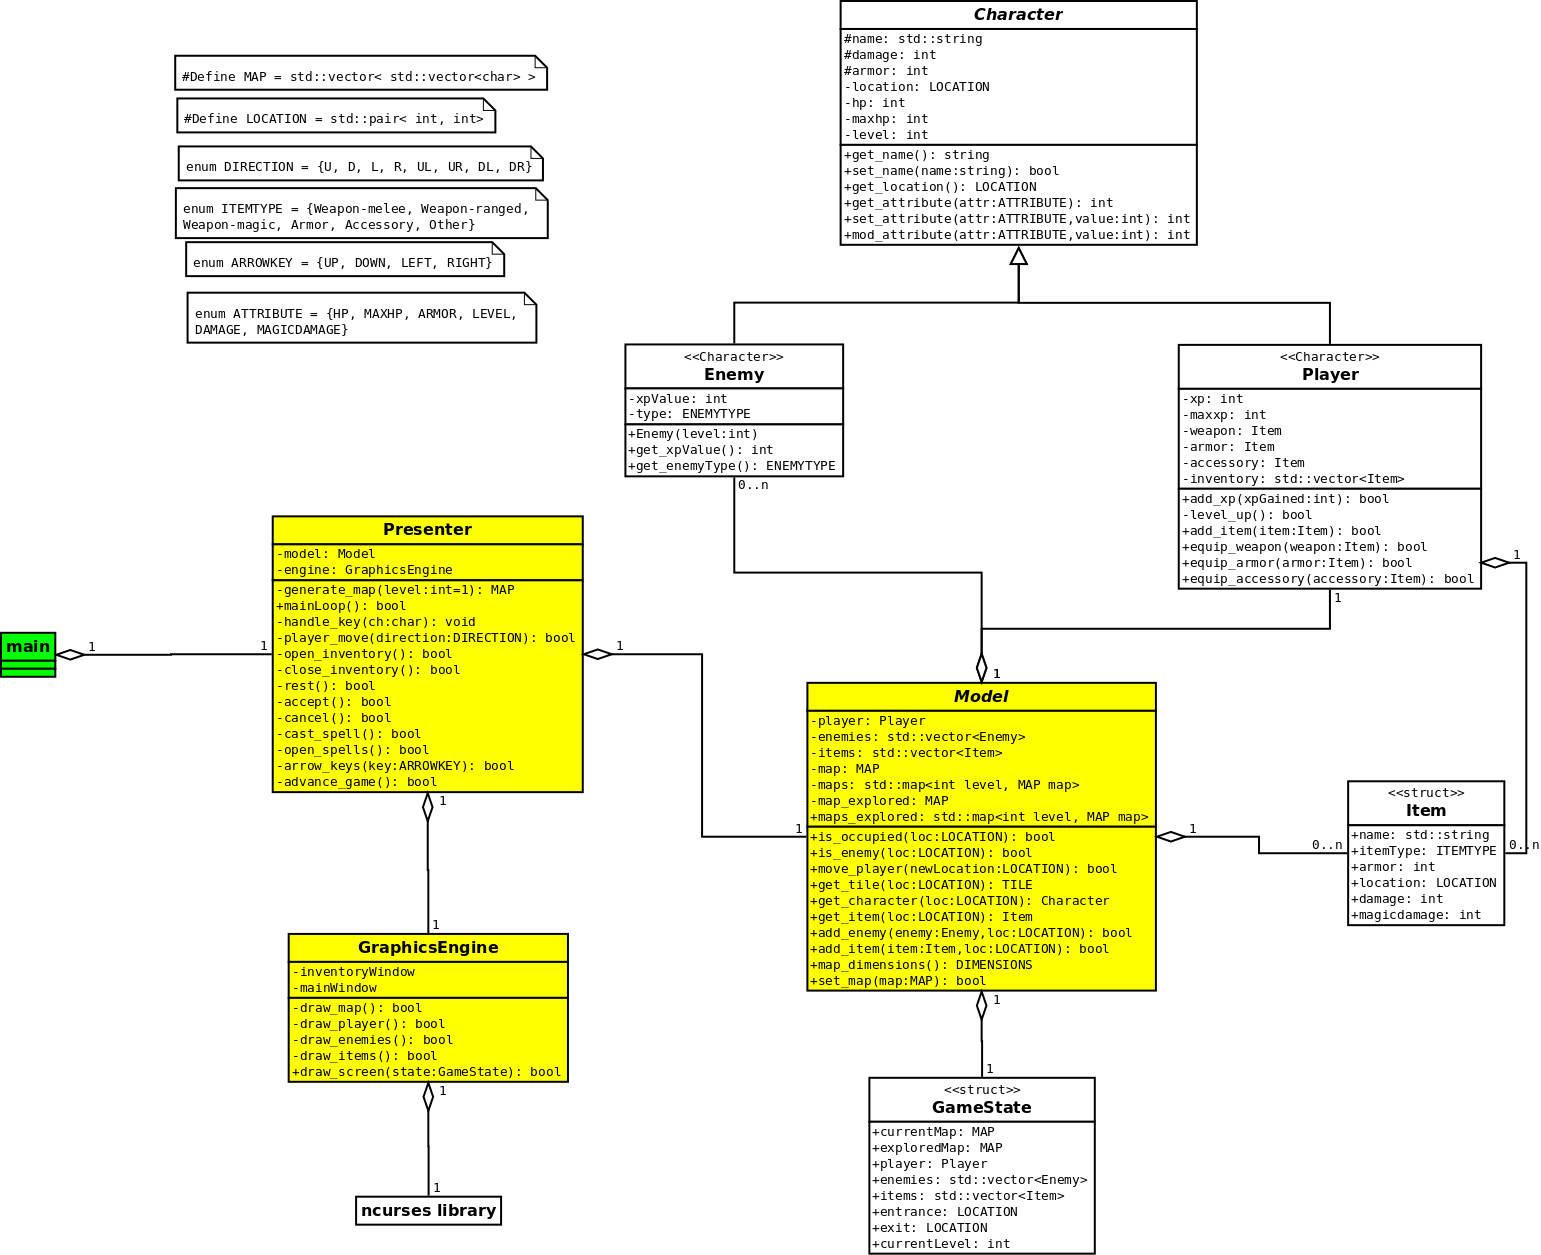 Character
#name: std::string
#damage: int
#armor: int
-location: LOCATION
-hp: int
-maxhp: int
-level: int
+get_name(): string
+set_name(name:string): bool
+get_location(): LOCATION
+get_attribute(attr:ATTRIBUTE): int
+set_attribute(attr:ATTRIBUTE,value:int): int
+mod_attribute(attr:ATTRIBUTE,value:int): int
#Define MAP = std::vector< std::vector<char> >
#Define LOCATION = std::pair< int, int>
enum DIRECTION = {U, D, L, R, UL, UR, DL, DR}
enum ITEMTYPE = {Weapon-melee, Weapon-ranged,
Weapon-magic, Armor, Accessory, Other}
enum ARROWKEY = {UP, DOWN, LEFT, RIGHT}
enum ATTRIBUTE = {HP, MAXHP, ARMOR, LEVEL,
DAMAGE, MAGICDAMAGE}
<<Character>>
Enemy
-xpValue: int
-type: ENEMYTYPE
+Enemy(level:int)
+get_xpValue(): int
+get_enemyType(): ENEMYTYPE
0..n
<<Character>>
Player
-xp: int
-maxxp: int
-weapon: Item
-armor: Item
-accessory: Item
-inventory: std::vector<Item>
+add_xp(xpGained:int): bool
-level_up(): bool
+add_item(item:Item): bool
+equip_weapon(weapon:Item): bool
+equip_armor(armor:Item): bool
+equip_accessory(accessory:Item): bool
1
1
main
1
1
Presenter
-model: Model
-engine: GraphicsEngine
-generate_map(level:int=1): MAP
+mainLoop(): bool
-handle_key(ch:char): void
-player_move(direction:DIRECTION): bool
-open_inventory(): bool
-close_inventory(): bool
-rest(): bool
-accept(): bool
-cancel(): bool
-cast_spell(): bool
-open_spells(): bool
-arrow_keys(key:ARROWKEY): bool
-advance_game(): bool
1
1
1
1
Model
-player: Player
-enemies: std::vector<Enemy>
-items: std::vector<Item>
-map: MAP
-maps: std::map<int level, MAP map>
-map_explored: MAP
+maps_explored: std::map<int level, MAP map>
+is_occupied(loc:LOCATION): bool
+is_enemy(loc:LOCATION): bool
+move_player(newLocation:LOCATION): bool
+get_tile(loc:LOCATION): TILE
+get_character(loc:LOCATION): Character
+get_item(loc:LOCATION): Item
+add_enemy(enemy:Enemy,loc:LOCATION): bool
+add_item(item:Item,loc:LOCATION): bool
+map_dimensions(): DIMENSIONS
+set_map(map:MAP): bool
1
0..n
<<struct>>
Item
+name: std::string
+itemType: ITEMTYPE
+armor: int
+location: LOCATION
+damage: int
+magicdamage: int
0..n
1
GraphicsEngine
-inventoryWindow
-mainWindow
-draw_map(): bool
-draw_player(): bool
-draw_enemies(): bool
-draw_items(): bool
+draw_screen(state:GameState): bool
1
1
ncurses library
1
1
<<struct>>
GameState
+currentMap: MAP
+exploredMap: MAP
+player: Player
+enemies: std::vector<Enemy>
+items: std::vector<Item>
+entrance: LOCATION
+exit: LOCATION
+currentLevel: int